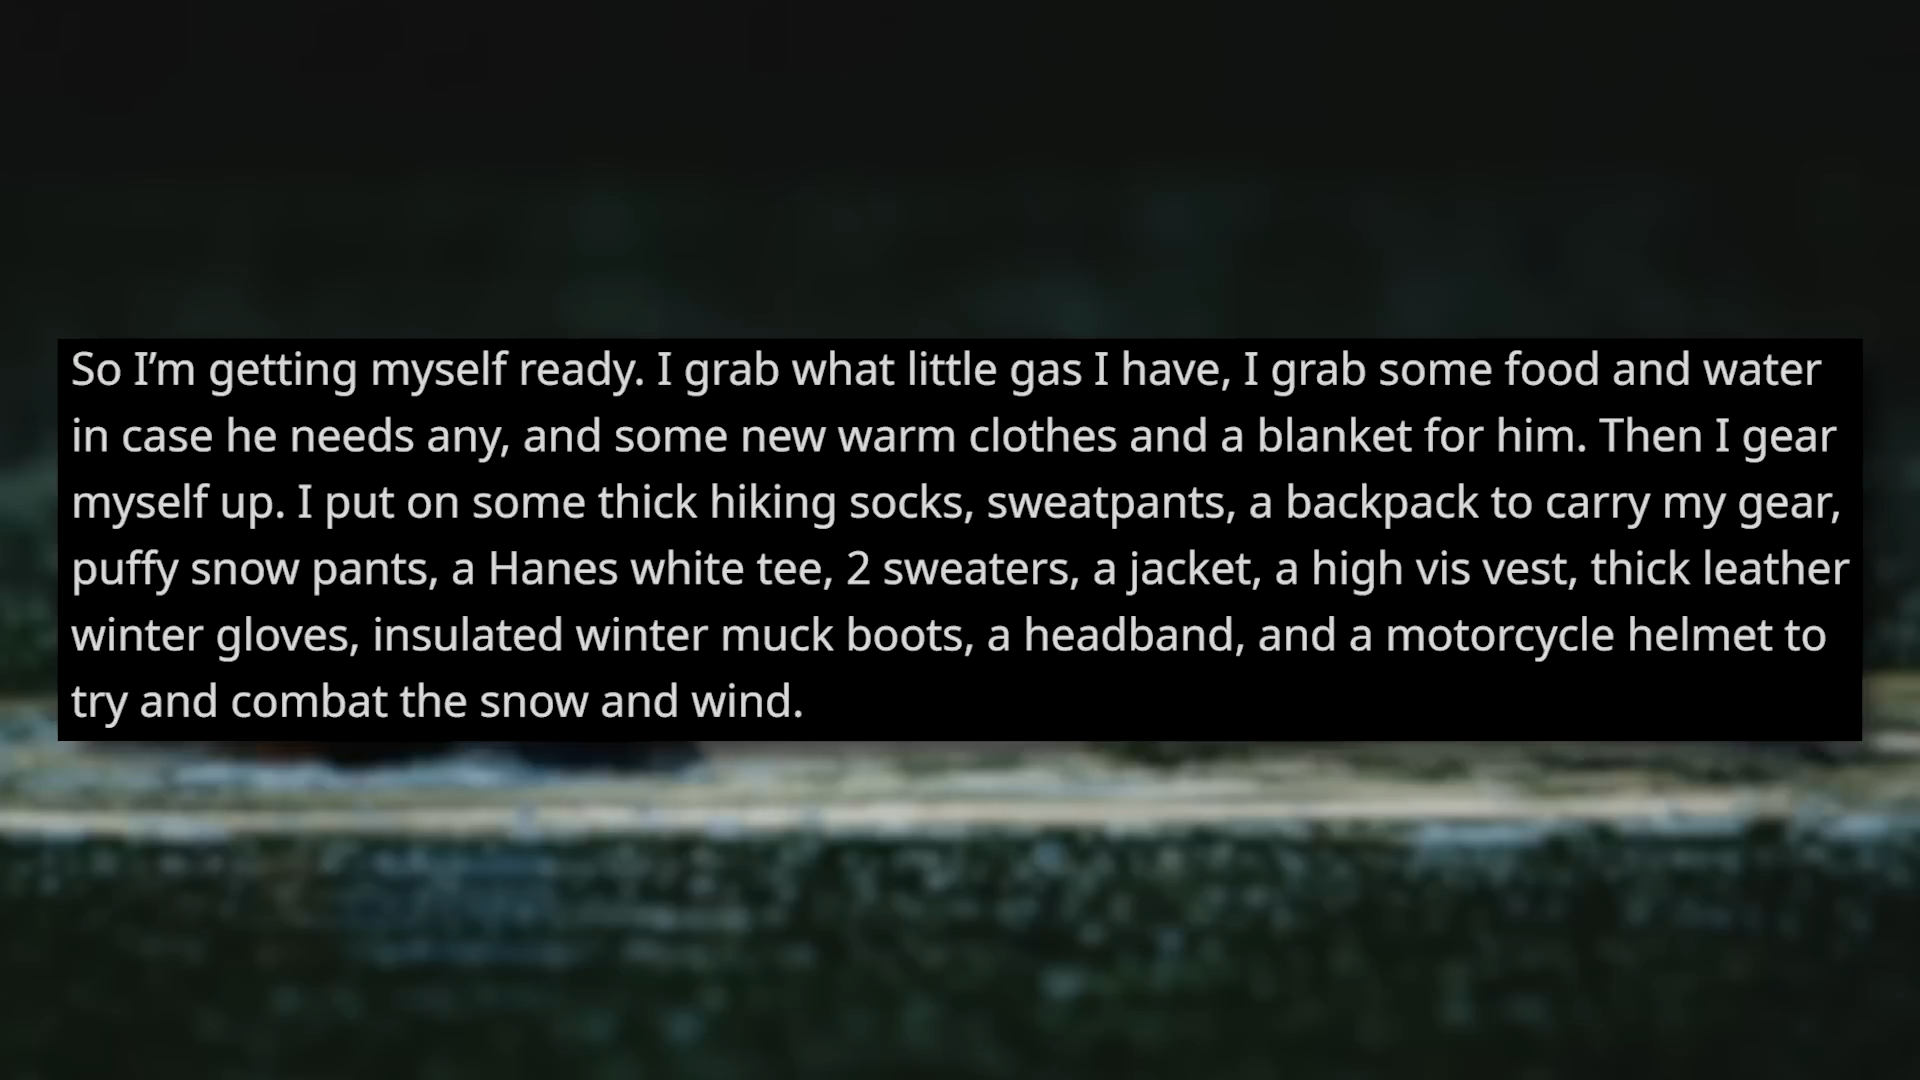 So I’m getting myself ready. I grab what little gas I have, I grab some food and water
in case he needs any, and some new warm clothes and a blanket for him. Then I gear
myself up. I put on some thick hiking socks, sweatpants, a backpack to carry my gear,
puffy snow pants, a Hanes white tee, 2 sweaters, a jacket, a high vis vest, thick leather
winter gloves, insulated winter muck boots, a headband, and a motorcycle helmet to
try and combat the snow and wind.